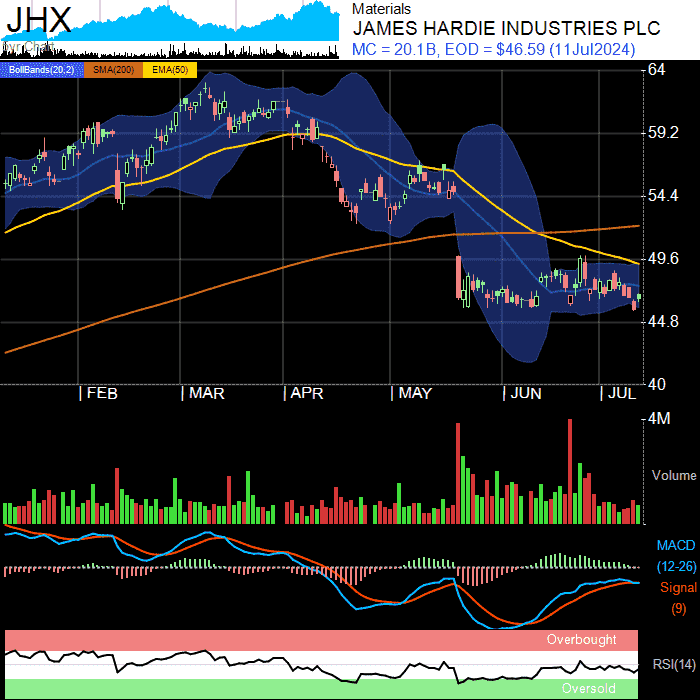 JHX
Materials
JAMES HARDIE INDUSTRIES PLC
MC = 20.1B, EOD = $46.59 (11Jul2024)
BollBands(20,2) SMA(200) EMA(50)
64
59.2
54.4
49.6
44.8
40
| FEB | MAR | APR | MAY | JUN | JUL
4M
Volume
MACD
(12-26)
Signal
(9)
Overbought
RSI(14)
Oversold